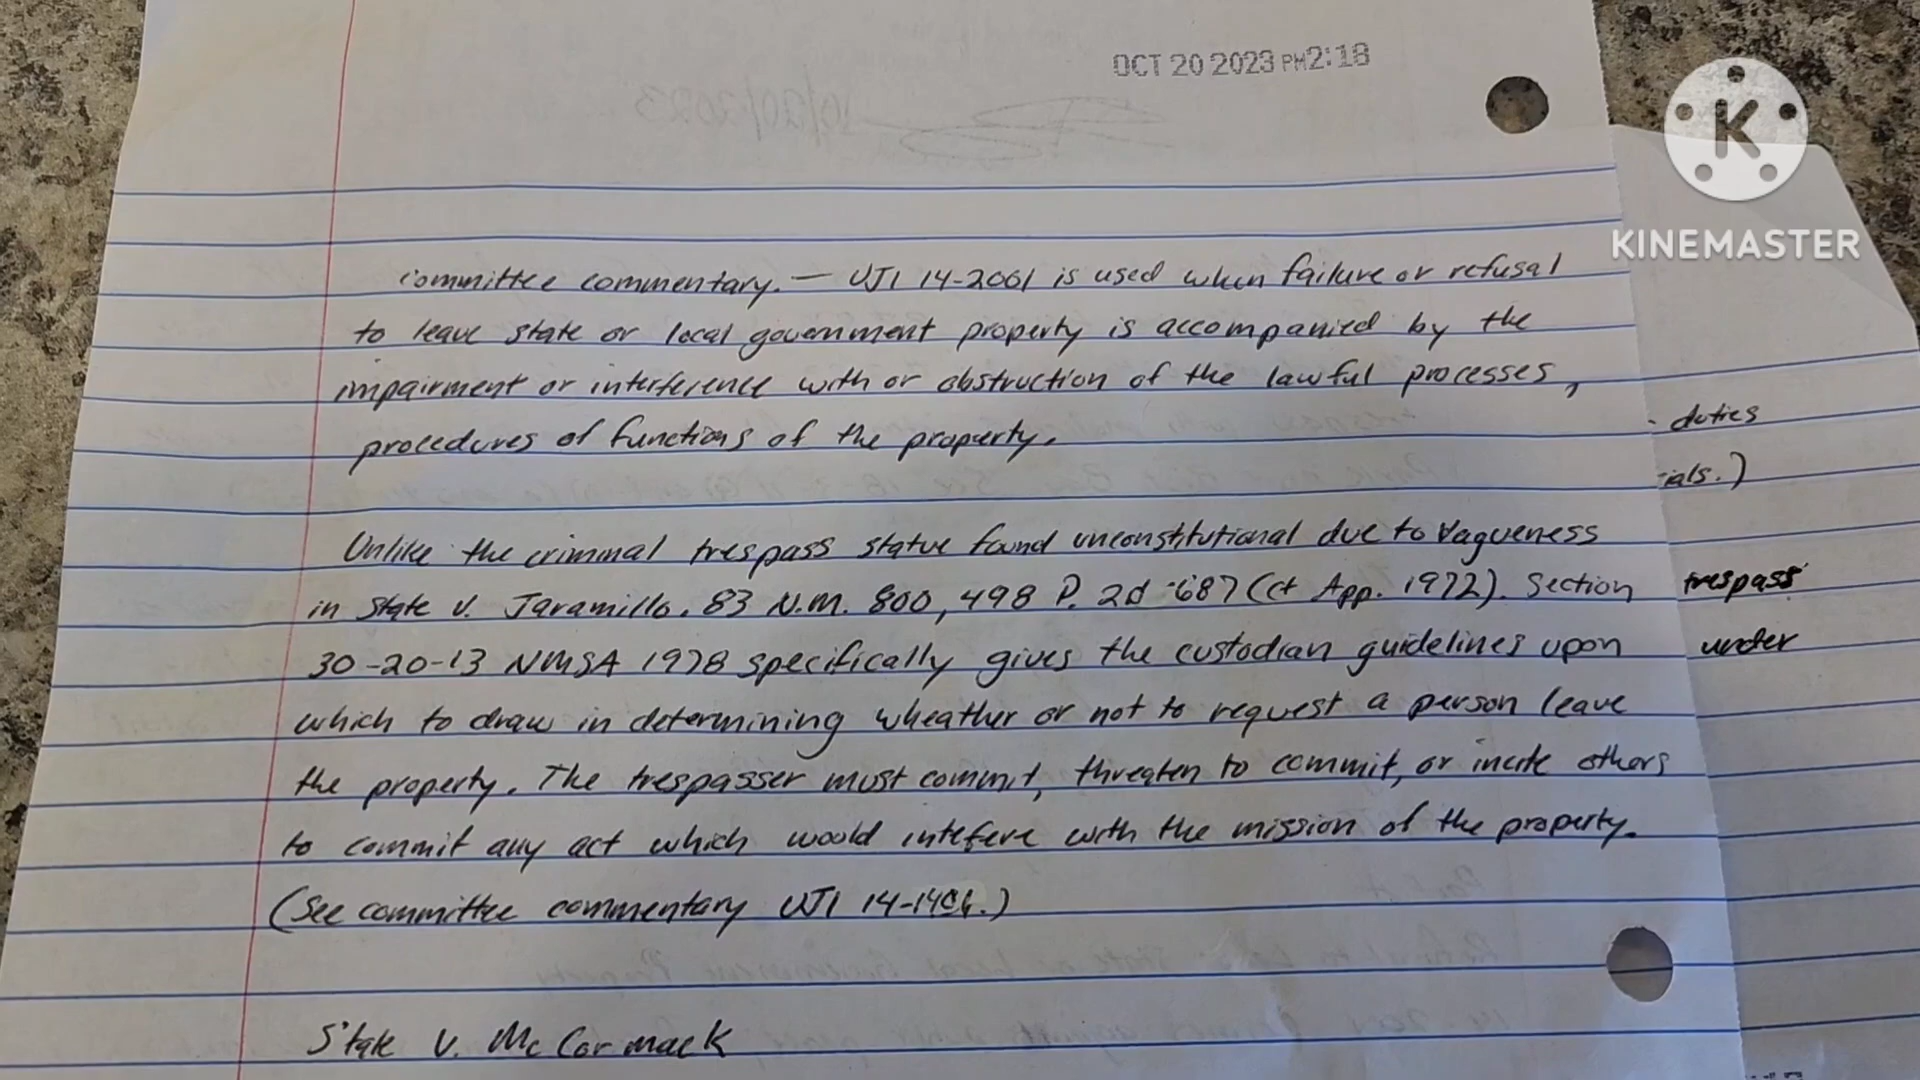 OCT 20 2023 PM 2:18
K
KINEMASTER
committee commentary. — UJI 14-2001 is used when failure or refusal
to leave state or local government property is accompanied by the
impairment or interference with or obstruction of the lawful processes,
procedures of functions of the property.
Unlike the criminal trespass statue found unconstitutional due to vagueness
in State v. Jaramillo. 83 N.M. 800, 498 P. 2d 687 (ct App. 1972). Section
30-20-13 NMSA 1978 specifically gives the custodian guidelines upon
which to draw in determining wheather or not to request a person leave
the property. The trespasser must commit, threaten to commit, or incite others
to commit any act which would intefere with the mission of the property.
(See committee commentary UJI
State v. McCormack
duties
trespass
under